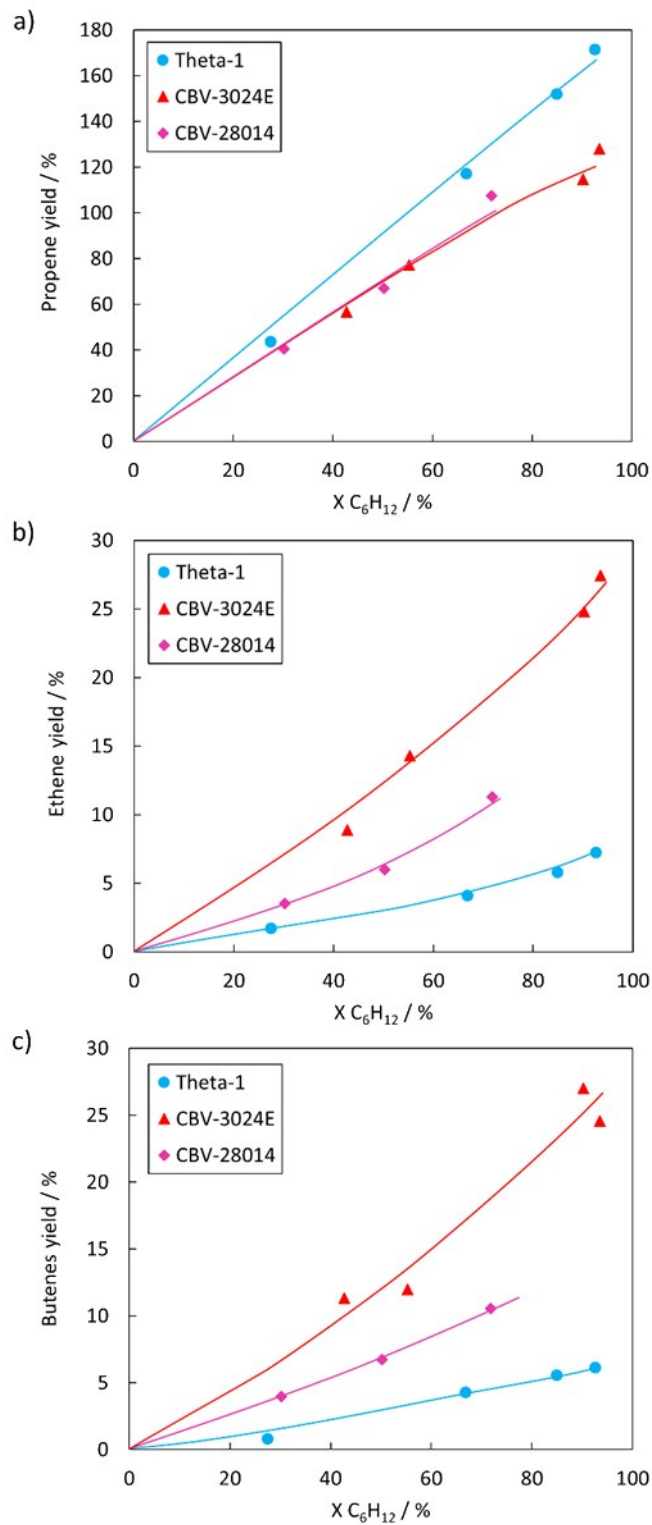 a)
180
160
140
120
100
80
60
40
20
0
Propene yield / %
Theta-1
CBV-3024E
CBV-28014
0 20 40 60 80 100
X C₆H₁₂ / %
b)
30
25
20
15
10
5
0
Ethene yield / %
Theta-1
CBV-3024E
CBV-28014
0 20 40 60 80 100
X C₆H₁₂ / %
c)
30
25
20
15
10
5
0
Butenes yield / %
Theta-1
CBV-3024E
CBV-28014
0 20 40 60 80 100
X C₆H₁₂ / %